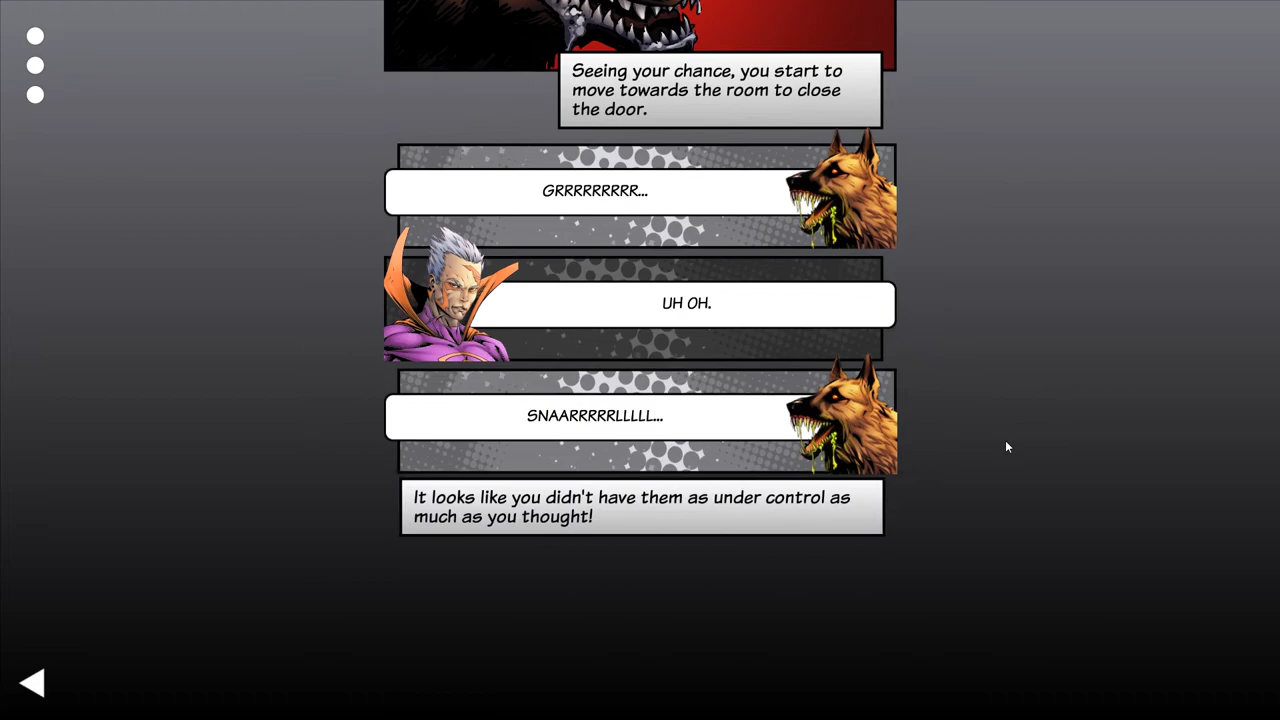 Seeing your chance, you start to
move towards the room to close
the door.
GRRRRRRRRR...
UH OH.
SNAARRRRRLLLLL...
It looks like you didn't have them as under control as
much as you thought!